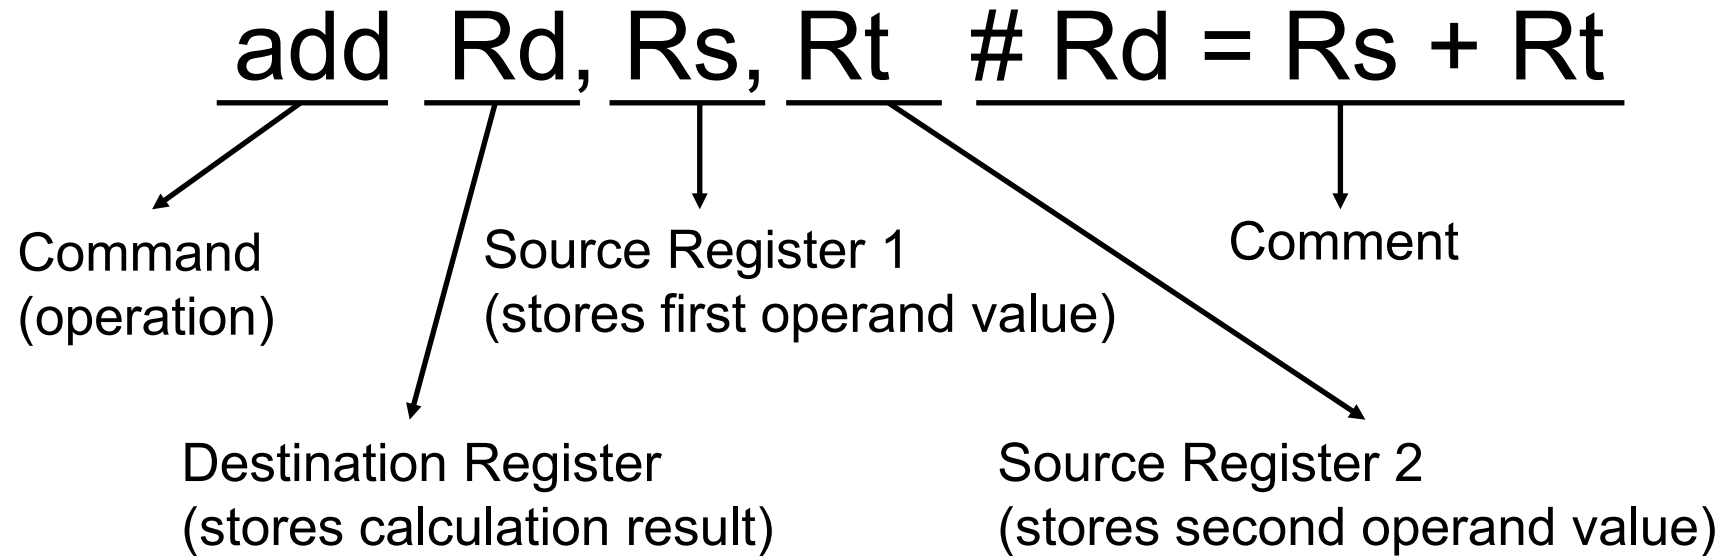 add Rd, Rs, Rt # Rd = Rs + Rt
Command
(operation)
Source Register 1
(stores first operand value)
Comment
Destination Register
(stores calculation result)
Source Register 2
(stores second operand value)